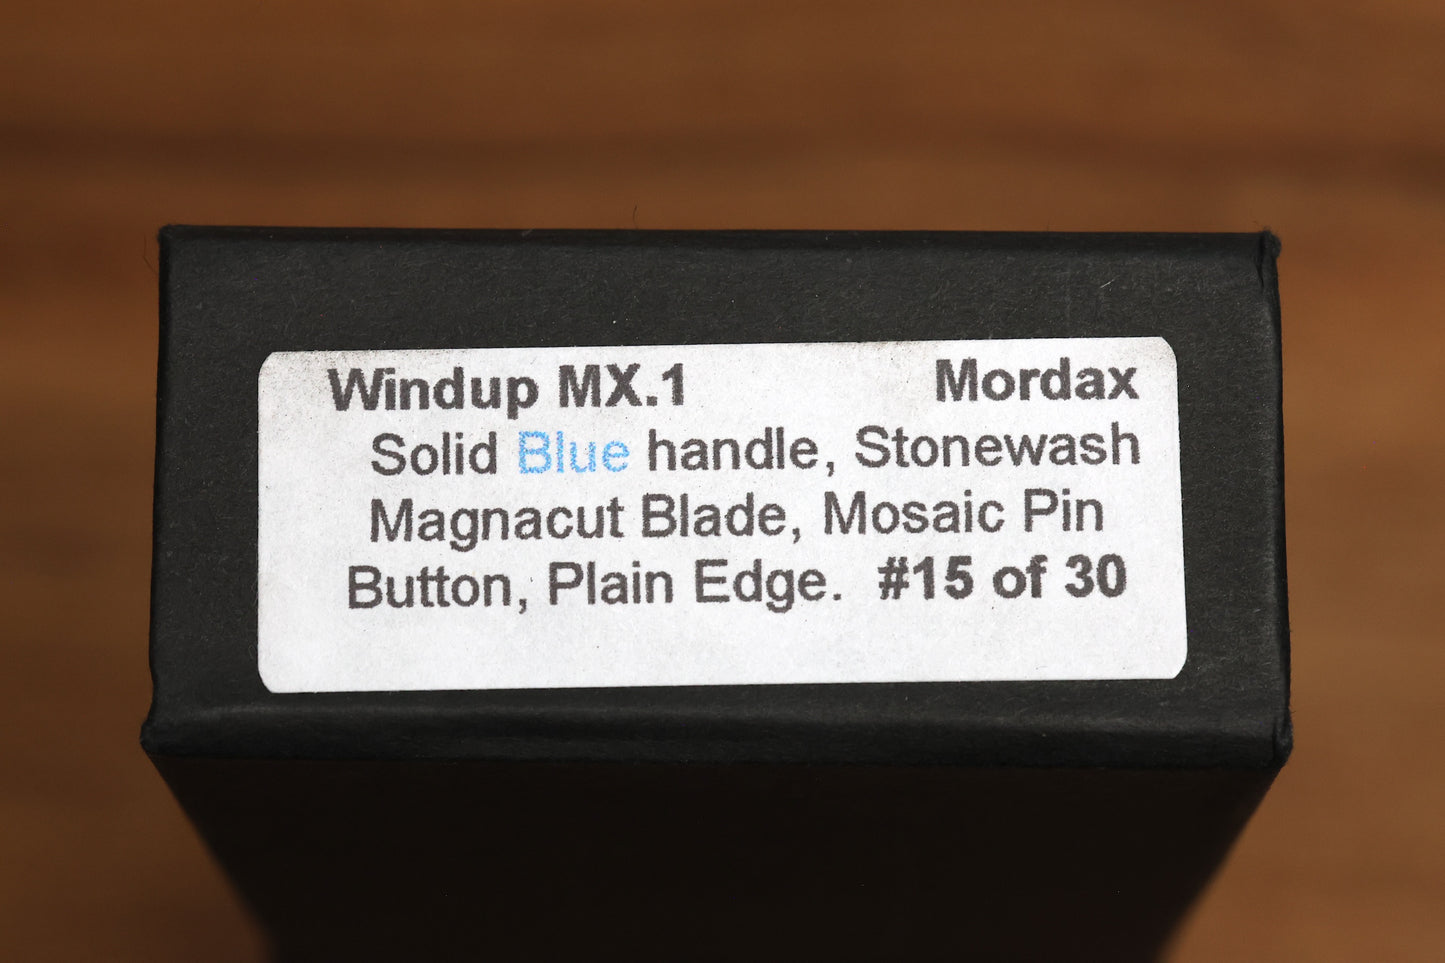 Windup MX.1 Mordax
Solid Blue handle, Stonewash
Magnacut Blade, Mosaic Pin
Button, Plain Edge. #15 of 30